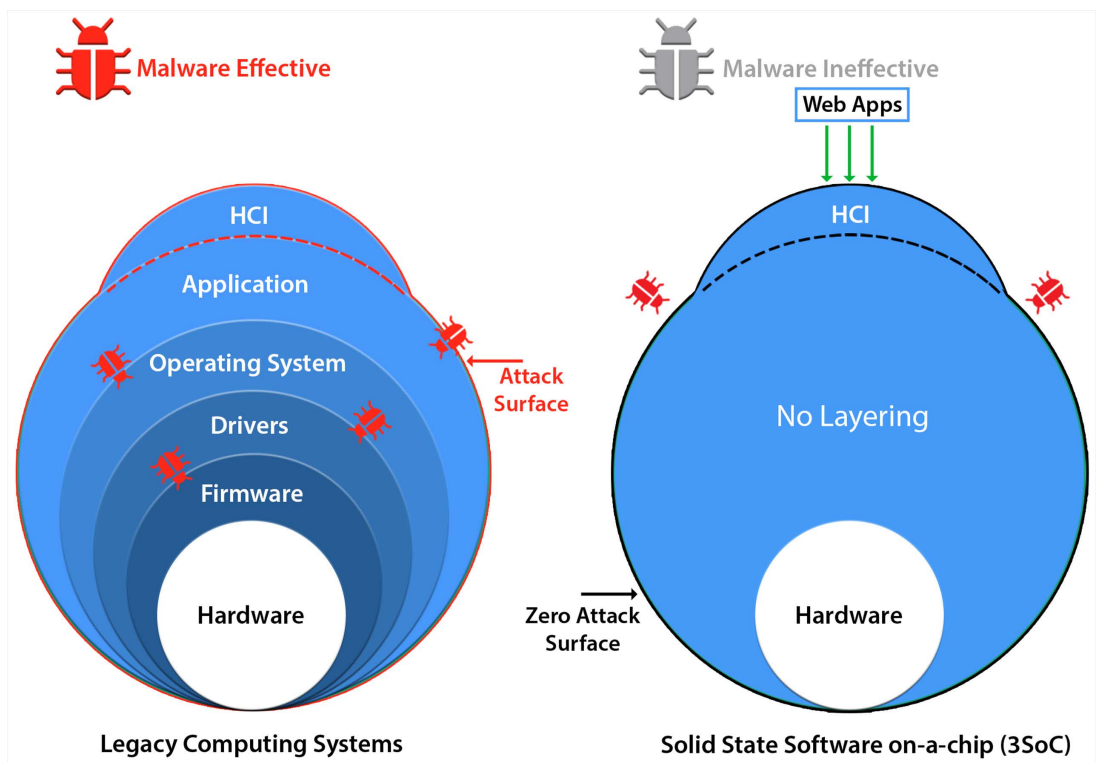 Malware Effective
HCI
Application
Operating System
Attack
Surface
Drivers
Firmware
Hardware
Legacy Computing Systems
Malware Ineffective
Web Apps
HCI
No Layering
Zero Attack
Surface
Hardware
Solid State Software on-a-chip (3SoC)